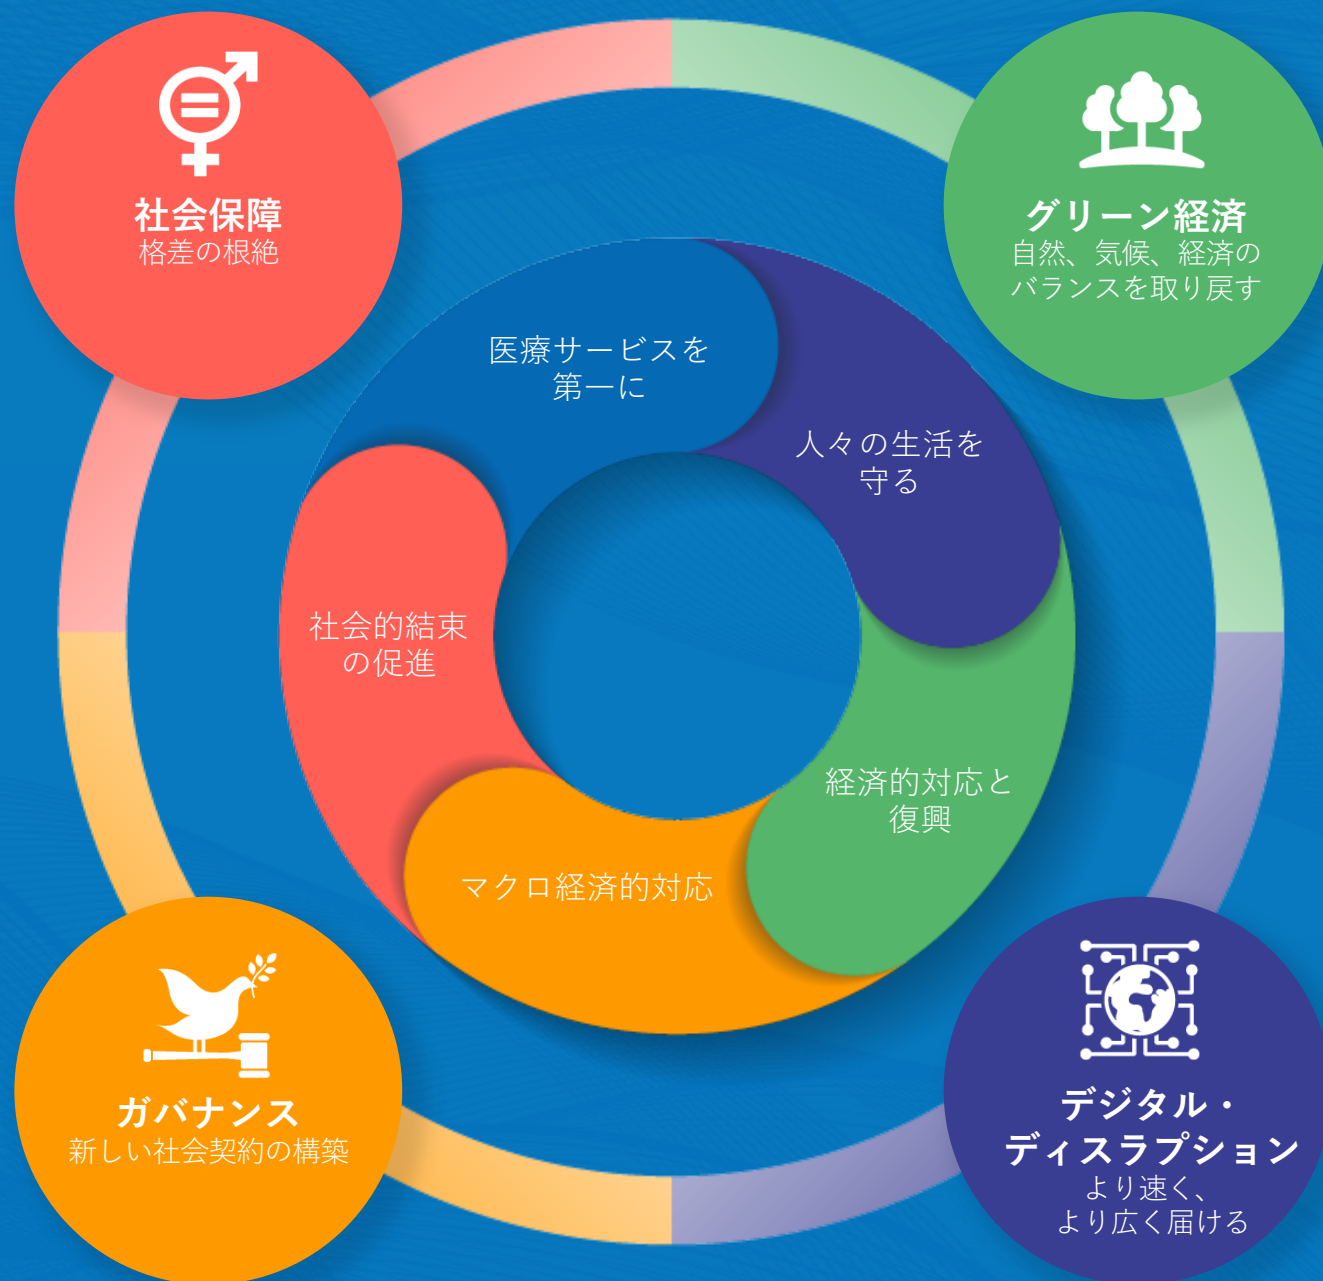 社会保障
格差の根絶
グリーン経済
自然、気候、経済の
バランスを取り戻す
医療サービスを
第一に
人々の生活を
守る
社会的結束
の促進
経済的対応と
復興
マクロ経済的対応
ガバナンス
新しい社会契約の構築
デジタル・
ディスラプション
より速く、
より広く届ける